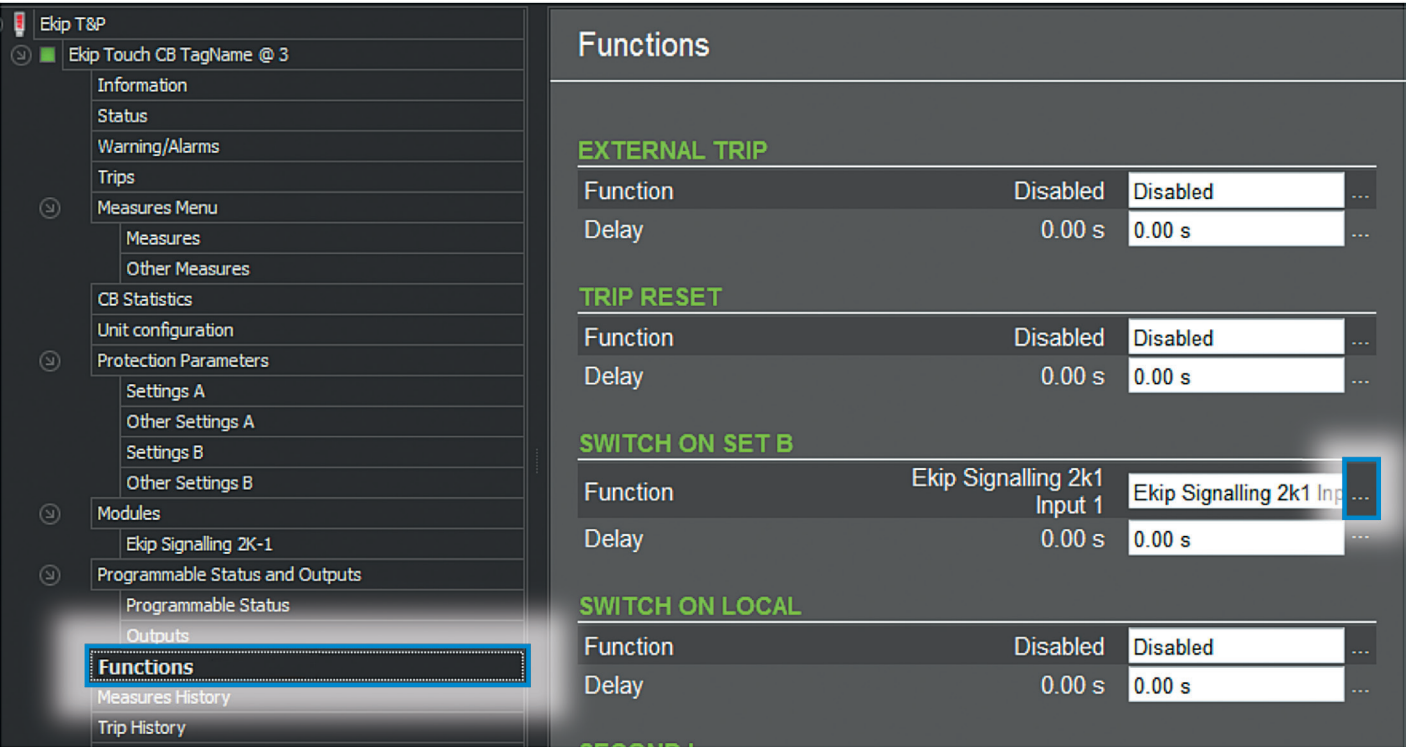 Ekip T&P
Ekip Touch CB TagName @ 3
Information
Status
Warning/Alarms
Trips
Measures Menu
Measures
Other Measures
CB Statistics
Unit configuration
Protection Parameters
Settings A
Other Settings A
Settings B
Other Settings B
Modules
Ekip Signalling 2K-1
Programmable Status and Outputs
Programmable Status
Outputs
Functions
Measures History
Trip History
Functions
EXTERNAL TRIP
Function Disabled Disabled ...
Delay 0.00 s 0.00 s ...
TRIP RESET
Function Disabled Disabled ...
Delay 0.00 s 0.00 s ...
SWITCH ON SET B
Function Ekip Signalling 2k1 Input 1 Ekip Signalling 2k1 Inp ...
Delay 0.00 s 0.00 s ...
SWITCH ON LOCAL
Function Disabled Disabled ...
Delay 0.00 s 0.00 s ...